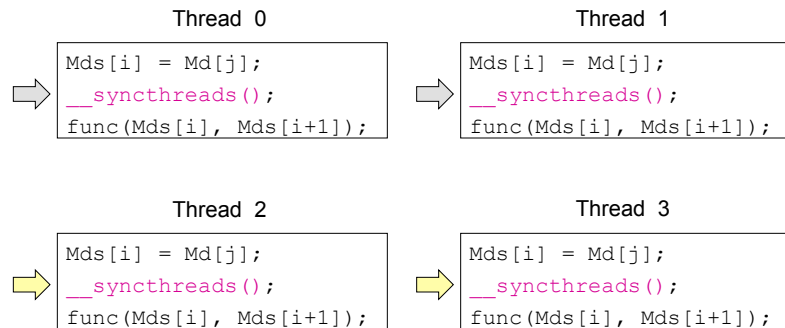 Thread 0
Mds[i] = Md[j];
__syncthreads();
func(Mds[i], Mds[i+1]);
Thread 1
Mds[i] = Md[j];
__syncthreads();
func(Mds[i], Mds[i+1]);
Thread 2
Mds[i] = Md[j];
__syncthreads();
func(Mds[i], Mds[i+1]);
Thread 3
Mds[i] = Md[j];
__syncthreads();
func(Mds[i], Mds[i+1]);